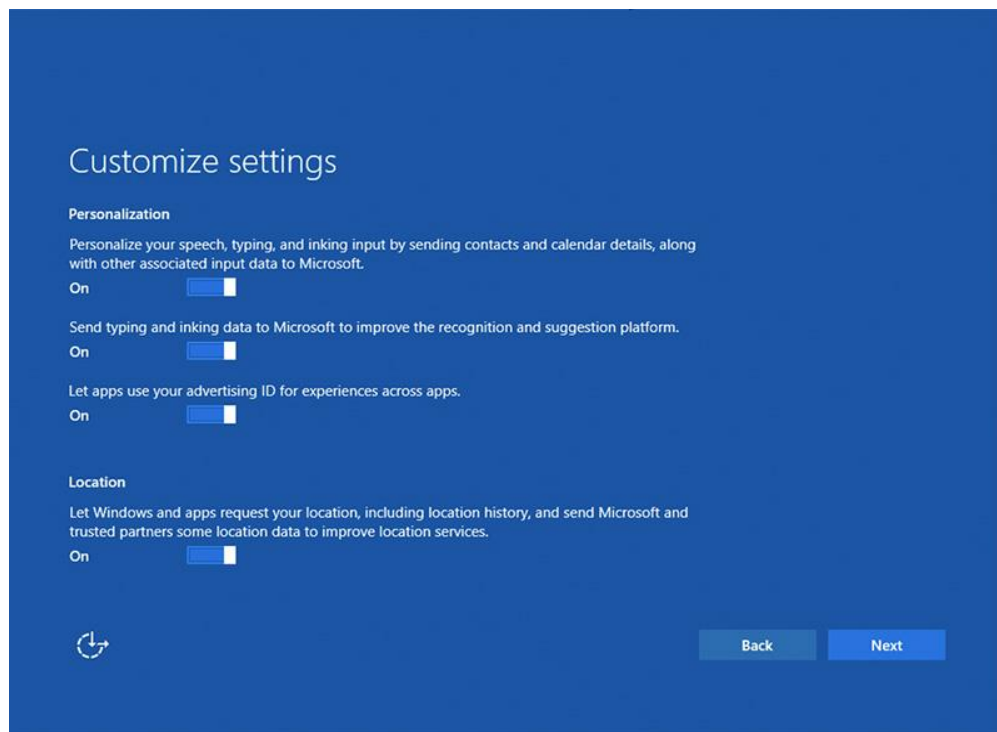 Customize settings
Personalization
Personalize your speech, typing, and inking input by sending contacts and calendar details, along
with other associated input data to Microsoft.
On
Send typing and inking data to Microsoft to improve the recognition and suggestion platform.
On
Let apps use your advertising ID for experiences across apps.
On
Location
Let Windows and apps request your location, including location history, and send Microsoft and
trusted partners some location data to improve location services.
On
Back Next